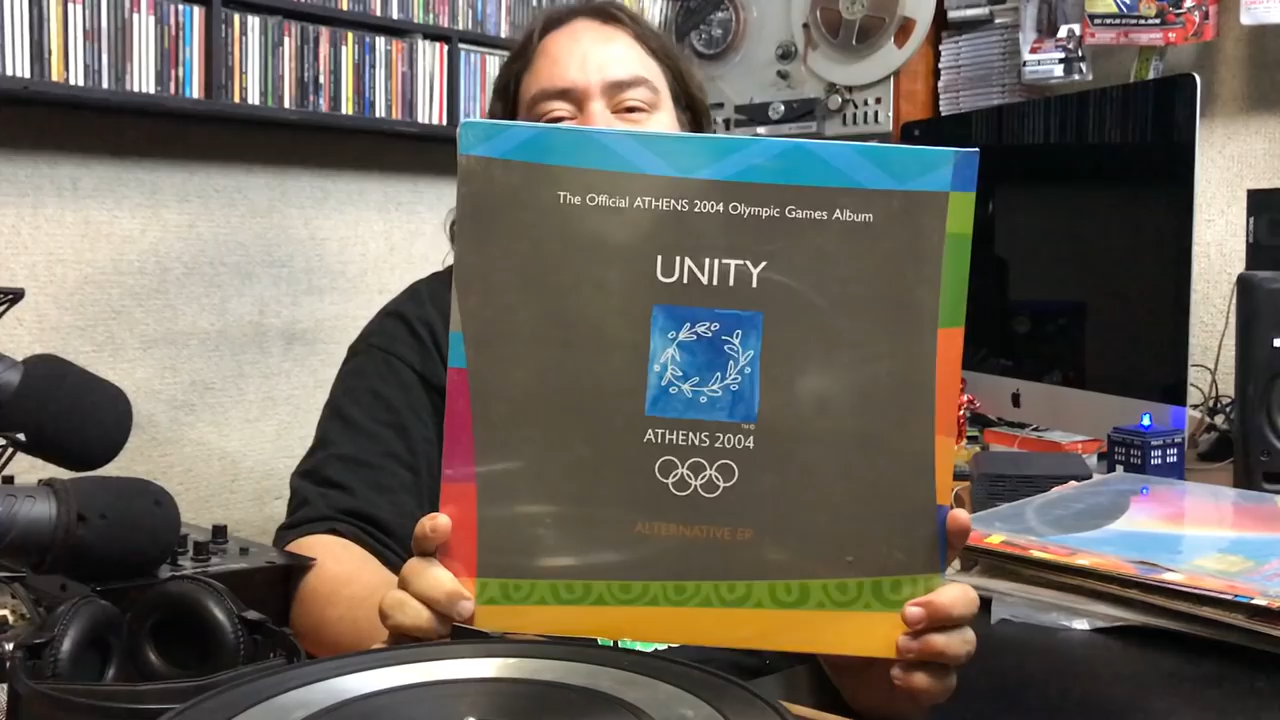 The Official ATHENS 2004 Olympic Games Album
UNITY
TM©
ATHENS 2004
ALTERNATIVE EP